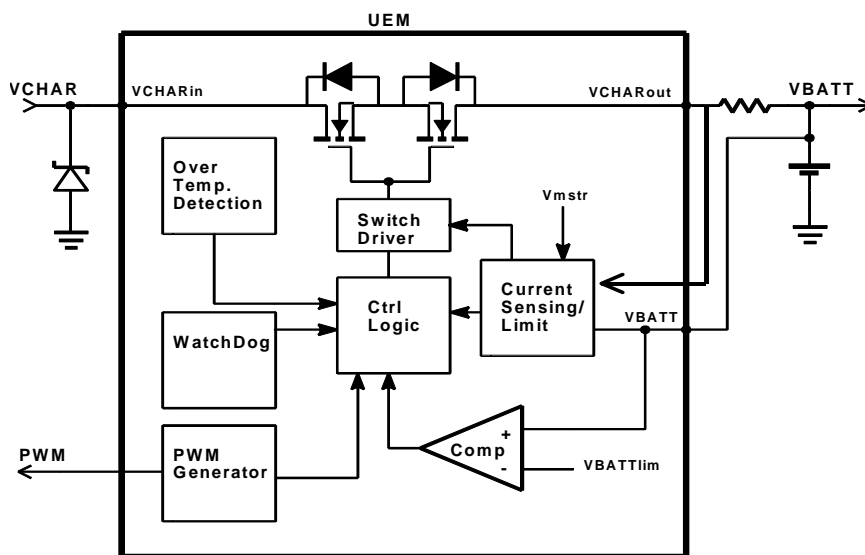 UEM
VCHAR
VCHARin
VCHARout
VBATT
Over
Temp.
Detection
Switch
Driver
Vmstr
Ctrl
Logic
Current
Sensing/
Limit
WatchDog
VBATT
PWM
PWM
Generator
+
Comp
-
VBATTlim